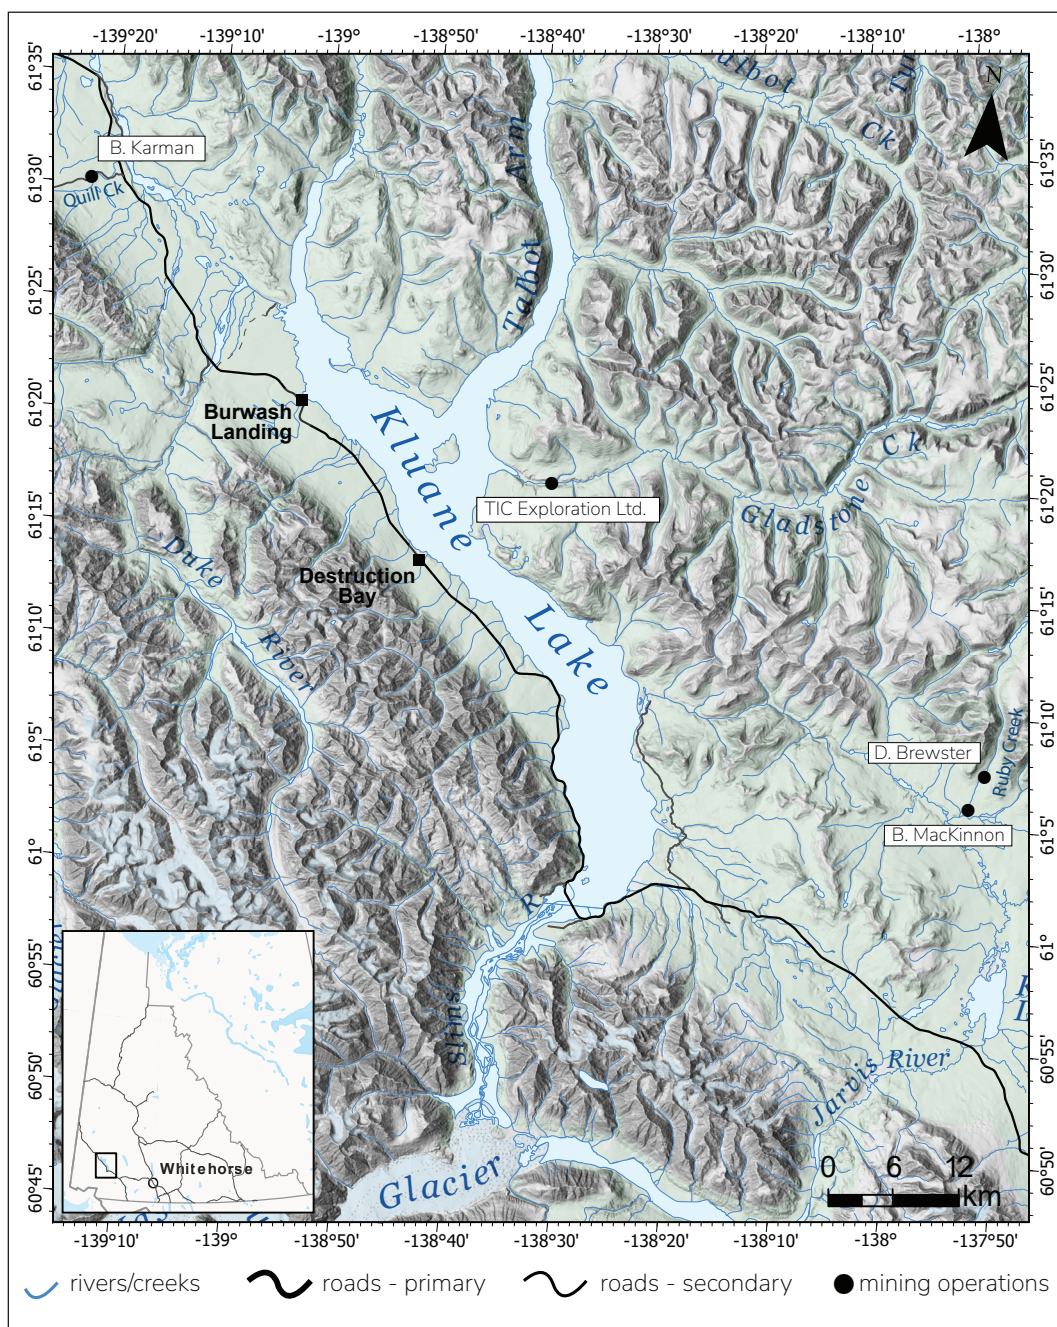 -139°20'
-139°10'
-139°
-138°50'
-138°40'
-138°30'
-138°20'
-138°10'
-138°
61°35'
61°30'
61°25'
61°20'
61°15'
61°10'
61°5'
61°
60°55'
60°50'
60°45'
N
Talbot Arm
Ck
B. Karman
Quill Ck
Burwash
Landing
Kluane Lake
TIC Exploration Ltd.
Gladstone Ck
Destruction
Bay
Duke River
D. Brewster
Ruby Creek
B. MacKinnon
Slims R.
Jarvis River
Glacier
Whitehorse
0 6 12
km
61°35'
61°30'
61°25'
61°20'
61°15'
61°10'
61°5'
61°
60°55'
60°50'
-139°10'
-139°
-138°50'
-138°40'
-138°30'
-138°20'
-138°10'
-138°
-137°50'
rivers/creeks
roads - primary
roads - secondary
mining operations